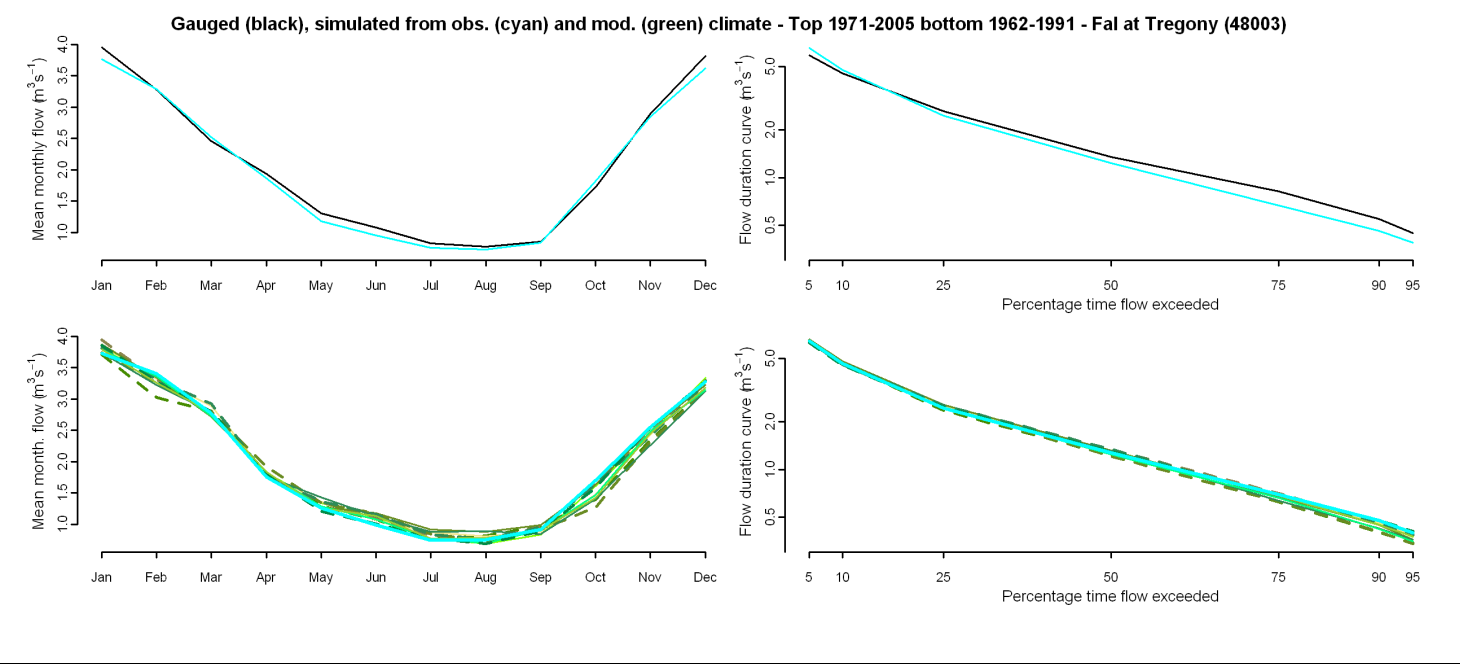 Gauged (black), simulated from obs. (cyan) and mod. (green) climate - Top 1971-2005 bottom 1962-1991 - Fal at Tregony (48003)
Mean monthly flow (m³s⁻¹)
4.0
3.5
3.0
2.5
2.0
1.5
1.0
Jan Feb Mar Apr May Jun Jul Aug Sep Oct Nov Dec
Flow duration curve (m³s⁻¹)
5.0
2.0
1.0
0.5
5 10 25 50 75 90 95
Percentage time flow exceeded
Mean month. flow (m³s⁻¹)
4.0
3.5
3.0
2.5
2.0
1.5
1.0
Jan Feb Mar Apr May Jun Jul Aug Sep Oct Nov Dec
Flow duration curve (m³s⁻¹)
5.0
2.0
1.0
0.5
5 10 25 50 75 90 95
Percentage time flow exceeded